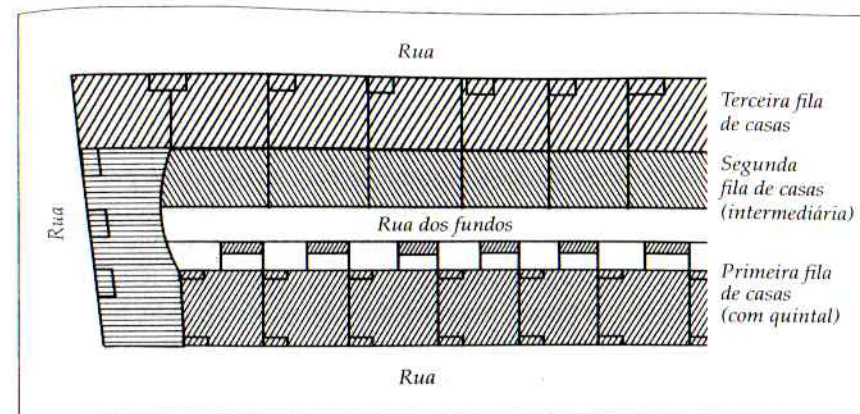 Rua
Terceira fila
de casas
Segunda
fila de casas
(intermediária)
Rua
Rua dos fundos
Primeira fila
de casas
(com quintal)
Rua